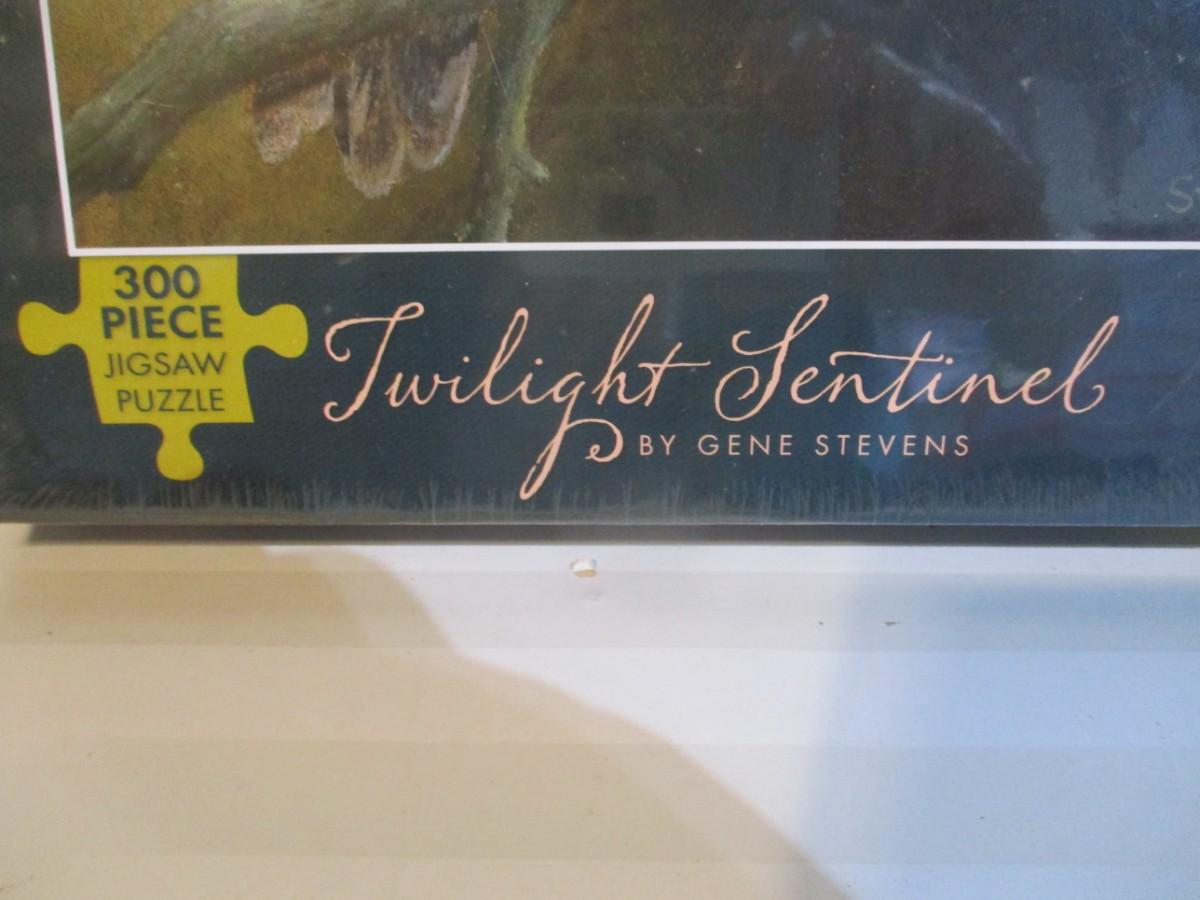 300
PIECE
JIGSAW
PUZZLE
Twilight Sentinel
BY GENE STEVENS